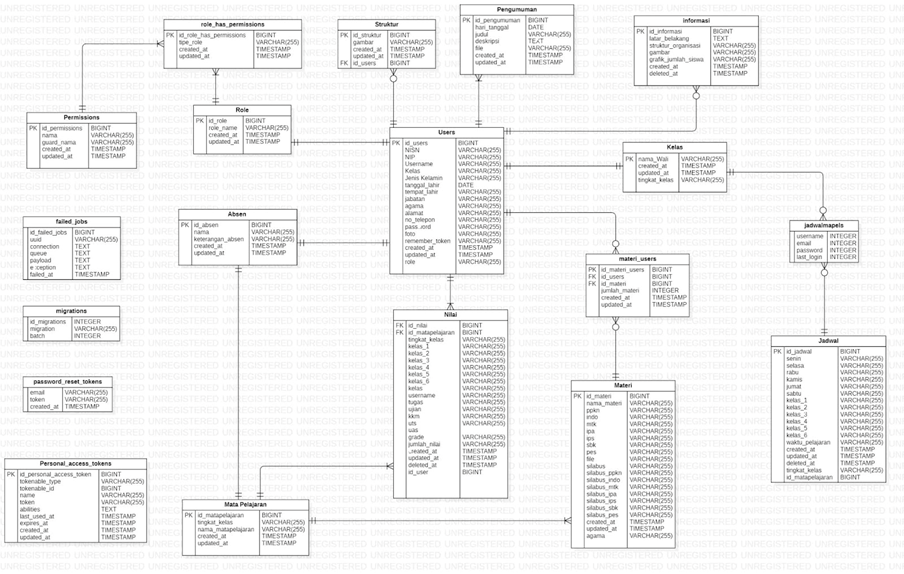 role_has_permissions
PK id_role_has_permissions BIGINT
tipe_role VARCHAR(255)
created_at TIMESTAMP
updated_at TIMESTAMP
Struktur
PK id_struktur BIGINT
gambar VARCHAR(255)
created_at TIMESTAMP
updated_at TIMESTAMP
FK id_users BIGINT
Pengumuman
PK id_pengumuman BIGINT
hari_tanggal DATE
judul VARCHAR(255)
deskripsi TEXT
file VARCHAR(255)
created_at TIMESTAMP
updated_at TIMESTAMP
informasi
PK id_informasi BIGINT
latar_belakang TEXT
struktur_organisasi VARCHAR(255)
gambar VARCHAR(255)
grafik_jumlah_siswa VARCHAR(255)
created_at TIMESTAMP
deleted_at TIMESTAMP
Permissions
PK id_permissions BIGINT
nama VARCHAR(255)
guard_nama VARCHAR(255)
created_at TIMESTAMP
updated_at TIMESTAMP
Role
PK id_role BIGINT
role_name VARCHAR(255)
created_at TIMESTAMP
updated_at TIMESTAMP
Users
PK id_users BIGINT
NISN VARCHAR(255)
NIP VARCHAR(255)
Username VARCHAR(255)
Kelas VARCHAR(255)
Jenis Kelamin VARCHAR(255)
tanggal_lahir DATE
tempat_lahir VARCHAR(255)
jabatan VARCHAR(255)
agama VARCHAR(255)
alamat VARCHAR(255)
no_telepon VARCHAR(255)
VARCHAR(255)
foto VARCHAR(255)
remember_token VARCHAR(255)
created_at TIMESTAMP
updated_at TIMESTAMP
role VARCHAR(255)
Kelas
PK nama_Wali VARCHAR(255)
created_at TIMESTAMP
updated_at TIMESTAMP
tingkat_kelas VARCHAR(255)
jadwalmapels
username INTEGER
email INTEGER
password INTEGER
last_login INTEGER
failed_jobs
id_failed_jobs BIGINT
uuid VARCHAR(255)
connection TEXT
queue TEXT
payload TEXT
TEXT
failed_at TIMESTAMP
Absen
PK id_absen BIGINT
nama VARCHAR(255)
keterangan_absen VARCHAR(255)
created_at TIMESTAMP
updated_at TIMESTAMP
materi_users
PK id_materi_users BIGINT
FK id_users BIGINT
FK id_materi BIGINT
jumlah_materi INTEGER
created_at TIMESTAMP
updated_at TIMESTAMP
migrations
id_migrations INTEGER
migration VARCHAR(255)
batch INTEGER
Nilai
FK id_nilai BIGINT
FK id_matapelajaran BIGINT
tingkat_kelas VARCHAR(255)
kelas_1 VARCHAR(255)
kelas_2 VARCHAR(255)
kelas_3 VARCHAR(255)
kelas_4 VARCHAR(255)
kelas_5 VARCHAR(255)
kelas_6 VARCHAR(255)
kelas VARCHAR(255)
username VARCHAR(255)
tugas VARCHAR(255)
ujian VARCHAR(255)
kkm VARCHAR(255)
uts VARCHAR(255)
uas
grade VARCHAR(255)
jumlah_nilai VARCHAR(255)
TIMESTAMP
updated_at TIMESTAMP
deleted_at TIMESTAMP
id_user BIGINT
Jadwal
PK id_jadwal BIGINT
senin VARCHAR(255)
selasa VARCHAR(255)
rabu VARCHAR(255)
kamis VARCHAR(255)
jumat VARCHAR(255)
sabtu VARCHAR(255)
kelas_1 VARCHAR(255)
kelas_2 VARCHAR(255)
kelas_3 VARCHAR(255)
kelas_4 VARCHAR(255)
kelas_5 VARCHAR(255)
kelas_6 VARCHAR(255)
waktu_pelajaran VARCHAR(255)
created_at TIMESTAMP
updated_at TIMESTAMP
deleted_at TIMESTAMP
tingkat_kelas VARCHAR(255)
id_matapelajaran BIGINT
password_reset_tokens
email VARCHAR(255)
token VARCHAR(255)
created_at TIMESTAMP
Materi
PK id_materi BIGINT
nama_materi VARCHAR(255)
ppkn VARCHAR(255)
indo VARCHAR(255)
mtk VARCHAR(255)
ipa VARCHAR(255)
ips VARCHAR(255)
sbk VARCHAR(255)
pes VARCHAR(255)
file VARCHAR(255)
silabus VARCHAR(255)
silabus_ppkn VARCHAR(255)
silabus_indo VARCHAR(255)
silabus_mtk VARCHAR(255)
silabus_ipa VARCHAR(255)
silabus_ips VARCHAR(255)
silabus_sbk VARCHAR(255)
silabus_pes VARCHAR(255)
created_at TIMESTAMP
updated_at TIMESTAMP
agama VARCHAR(255)
Personal_access_tokens
PK id_personal_access_token BIGINT
tokenable_type VARCHAR(255)
tokenable_id BIGINT
name VARCHAR(255)
token VARCHAR(255)
abilities TEXT
last_used_at TIMESTAMP
expires_at TIMESTAMP
created_at TIMESTAMP
updated_at TIMESTAMP
Mata Pelajaran
PK id_matapelajaran BIGINT
tingkat_kelas VARCHAR(255)
nama_matapelajaran VARCHAR(255)
created_at TIMESTAMP
updated_at TIMESTAMP